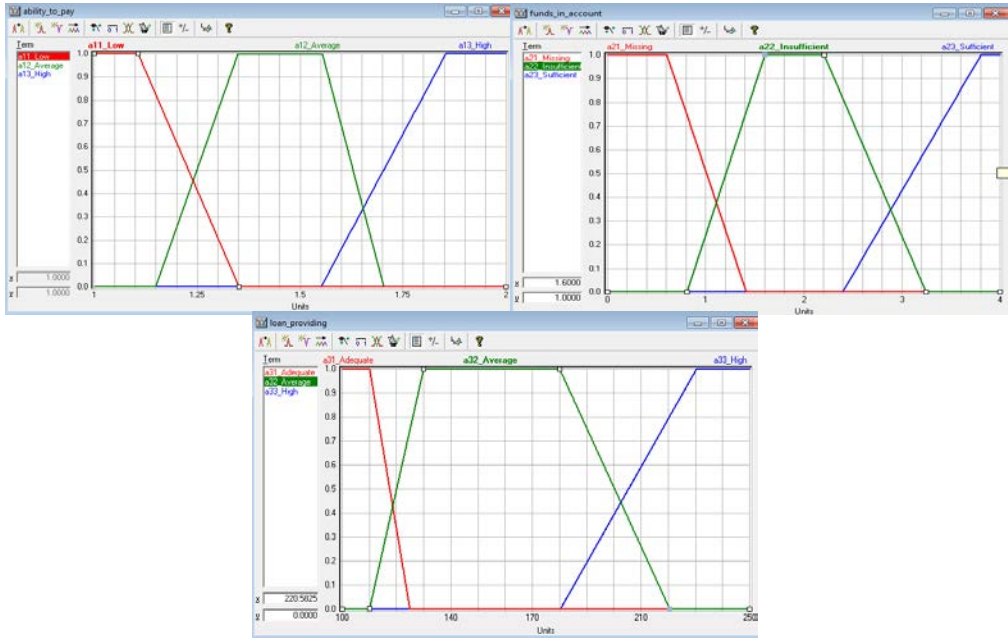 ability_to_pay
Term
a11_Low
a12_Average
a13_High
a11_Low a12_Average a13_High
1.0
0.9
0.8
0.7
0.6
0.5
0.4
0.3
0.2
0.1
0.0
x 1.0000
y 1.0000
1 1.25 1.5 1.75 2
Units
funds_in_account
Term
a21_Missing
a22_Insufficient
a23_Sufficient
a21_Missing a22_Insufficient a23_Sufficient
1.0
0.9
0.8
0.7
0.6
0.5
0.4
0.3
0.2
0.1
0.0
x 1.6000
y 1.0000
0 1 2 3 4
Units
loan_providing
Term
a31_Adequate
a32_Average
a33_High
a31_Adequate a32_Average a33_High
1.0
0.9
0.8
0.7
0.6
0.5
0.4
0.3
0.2
0.1
0.0
x 220.5825
y 0.0000
100 140 170 210 250
Units